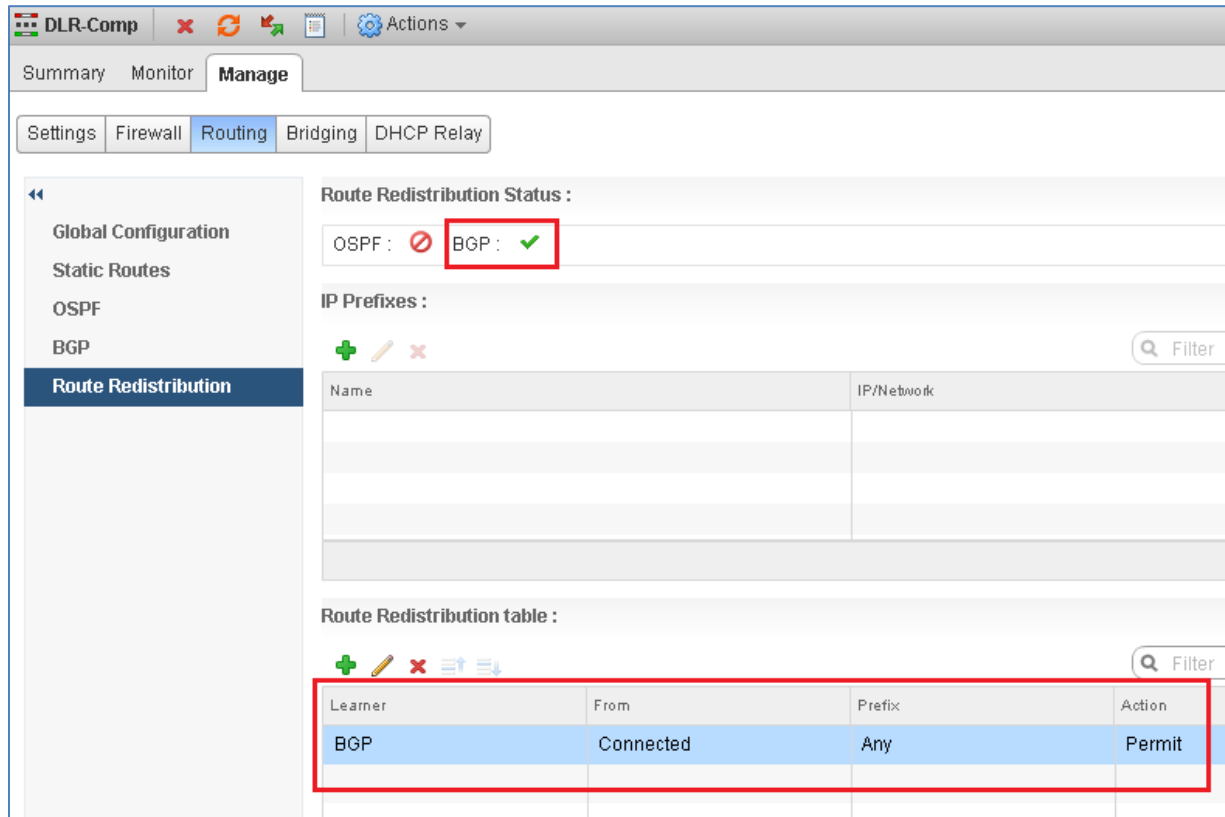 DLR-Comp Actions
Summary Monitor Manage
Settings Firewall Routing Bridging DHCP Relay
Global Configuration
Static Routes
OSPF
BGP
Route Redistribution
Route Redistribution Status :
OSPF : BGP :
IP Prefixes :
Filter
Name IP/Network
Route Redistribution table :
Filter
Learner From Prefix Action
BGP Connected Any Permit